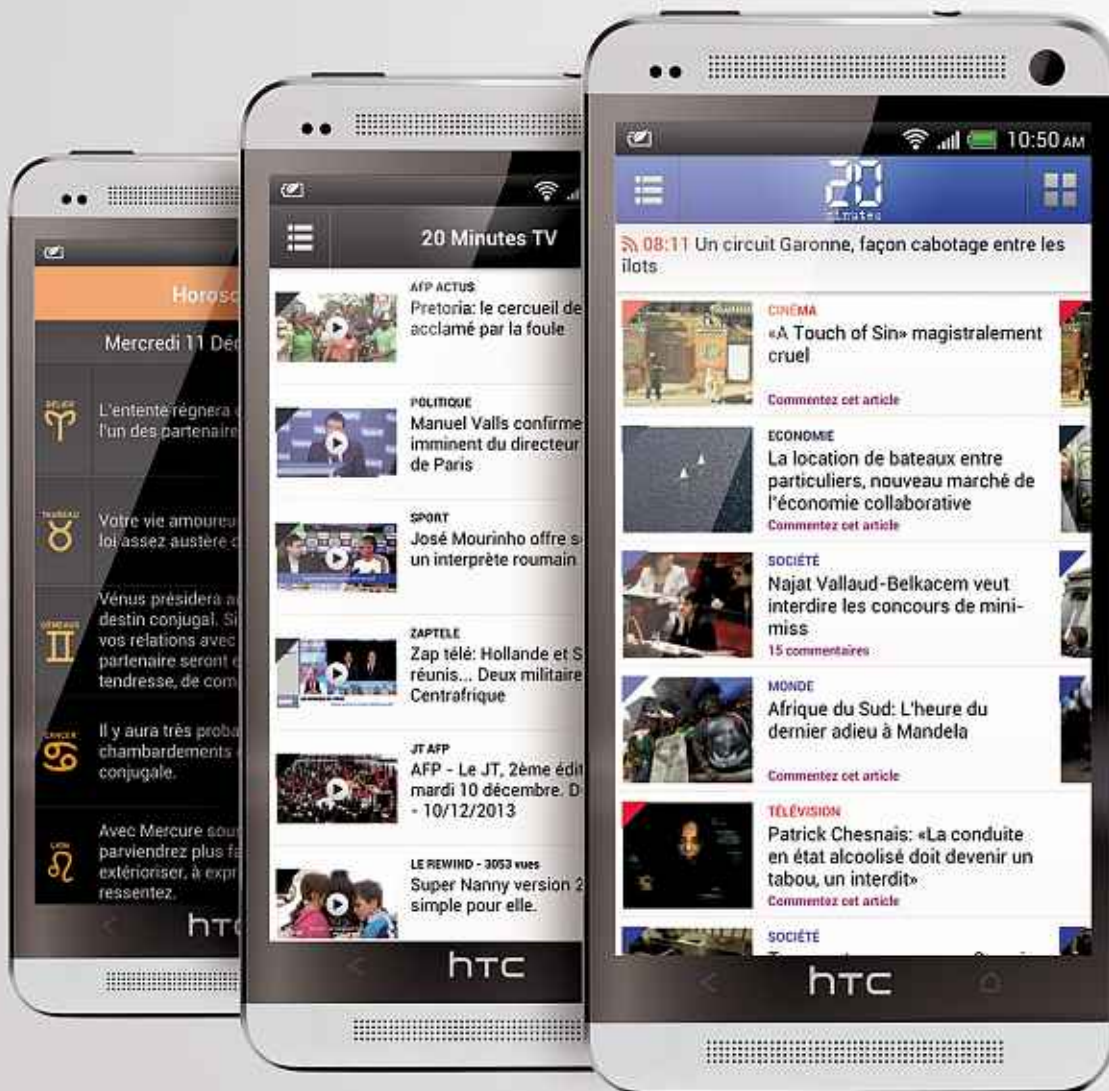 Horosc
Mercredi 11 Déc
BELIER
L'entente régnera
l'un des partenaire
TAUREAU
Votre vie amoureu
loi assez austère
GÉMEAUX
Vénus présidera
destin conjugal. Si
vos relations avec
partenaire seront
tendresse, de com
CANCER
Il y aura très proba
chambardements
conjugale.
LION
Avec Mercure sous
parviendrez plus fa
extérioriser, à expr
ressentez.
hTC
20 Minutes TV
AFP ACTUS
Pretoria: le cercueil de
acclamé par la foule
POLITIQUE
Manuel Valls confirme
imminent du directeur
de Paris
SPORT
José Mourinho offre s
un interprète roumain
ZAPTELE
Zap télé: Hollande et S
réunis... Deux militaire
Centrafrique
JT AFP
AFP - Le JT, 2ème édit
mardi 10 décembre. D
- 10/12/2013
LE REWIND - 3053 vues
Super Nanny version 2
simple pour elle.
hTC
10:50 AM
20
minutes
08:11 Un circuit Garonne, façon cabotage entre les
îlots
CINÉMA
«A Touch of Sin» magistralement
cruel
Commentez cet article
ECONOMIE
La location de bateaux entre
particuliers, nouveau marché de
l'économie collaborative
Commentez cet article
SOCIÉTÉ
Najat Vallaud-Belkacem veut
interdire les concours de mini-
miss
15 commentaires
MONDE
Afrique du Sud: L'heure du
dernier adieu à Mandela
Commentez cet article
TÉLÉVISION
Patrick Chesnais: «La conduite
en état alcoolisé doit devenir un
tabou, un interdit»
Commentez cet article
SOCIÉTÉ
hTC